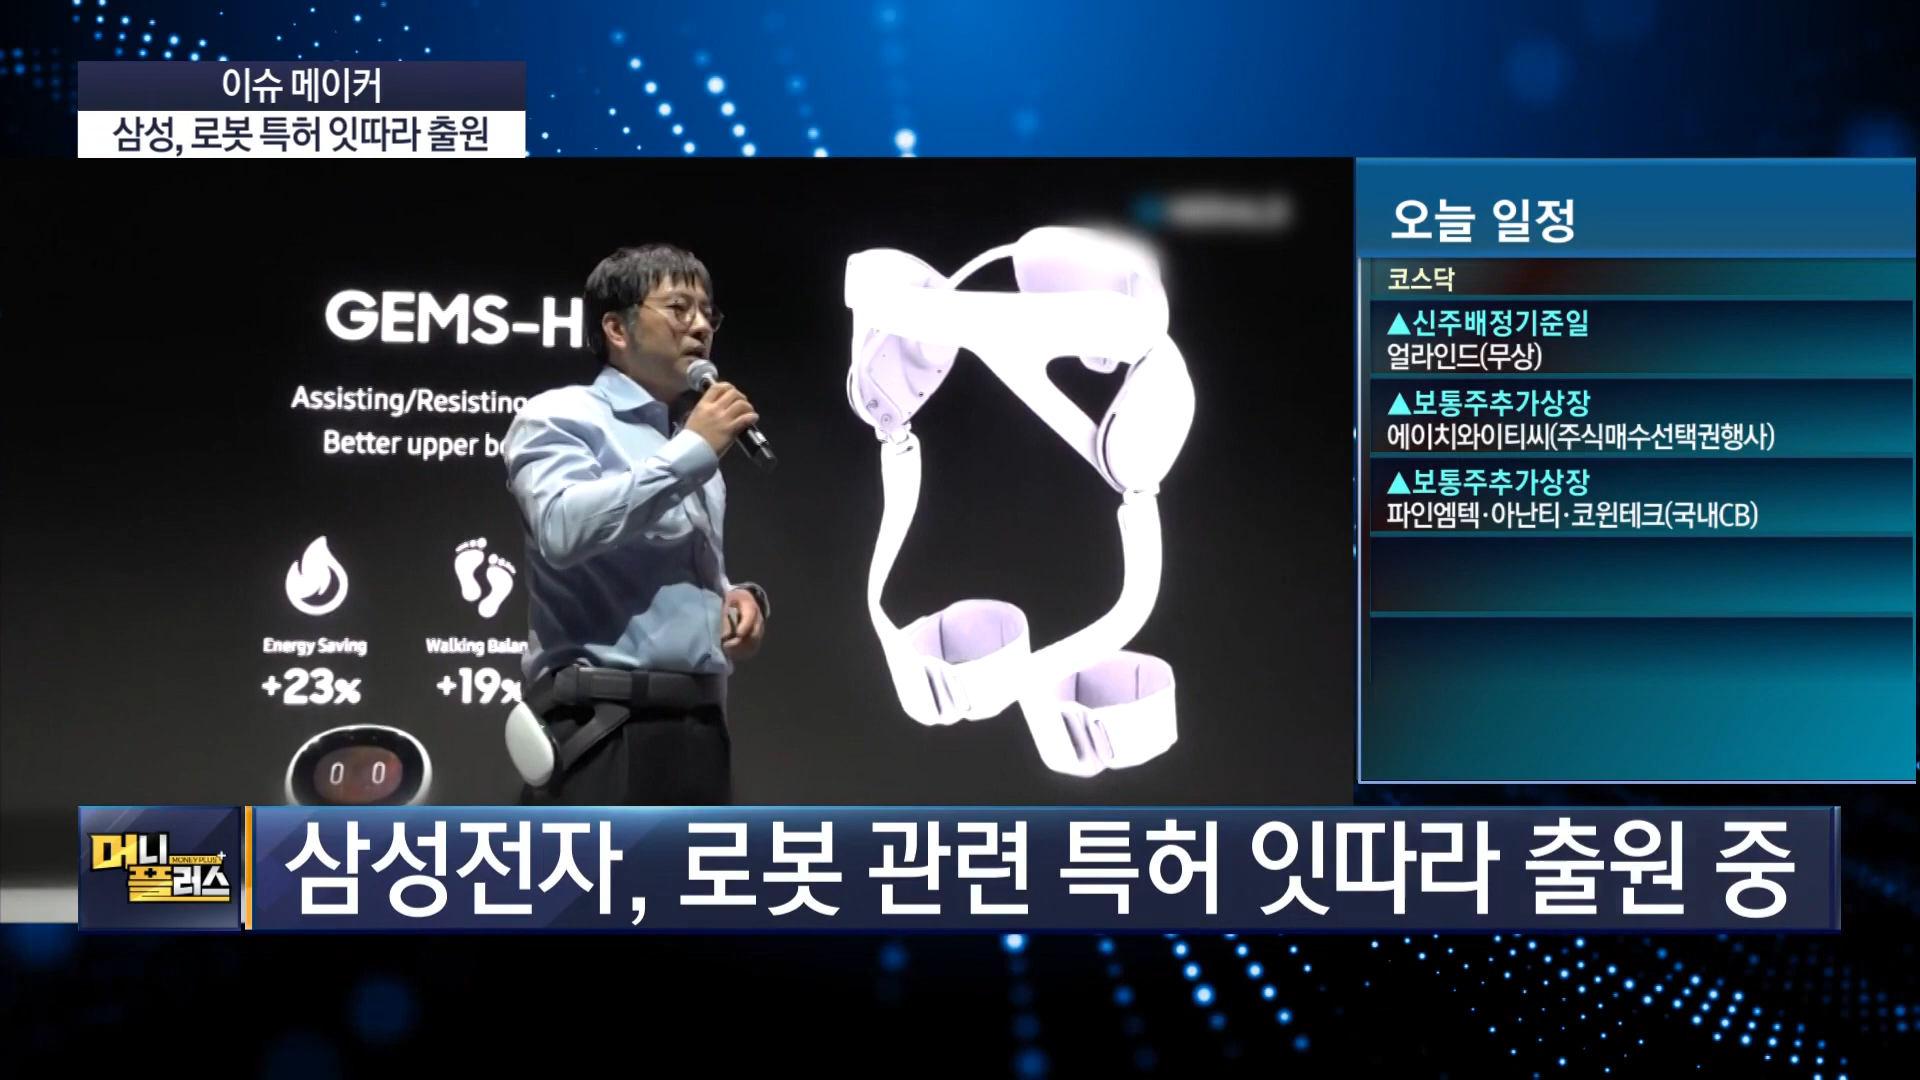 이슈 메이커
삼성, 로봇 특허 잇따라 출원
GEMS-H
Assisting/Resisting
Better upper
Energy Saving
+23%
Walking
+19%
오늘 일정
코스닥
▲신주배정기준일
얼라인드(무상)
▲보통주추가상장
에이치와이티씨(주식매수선택권행사)
▲보통주추가상장
파인엠텍·아난티·코윈테크(국내CB)
머니
MONEY PLUS+
플러스
삼성전자, 로봇 관련 특허 잇따라 출원 중